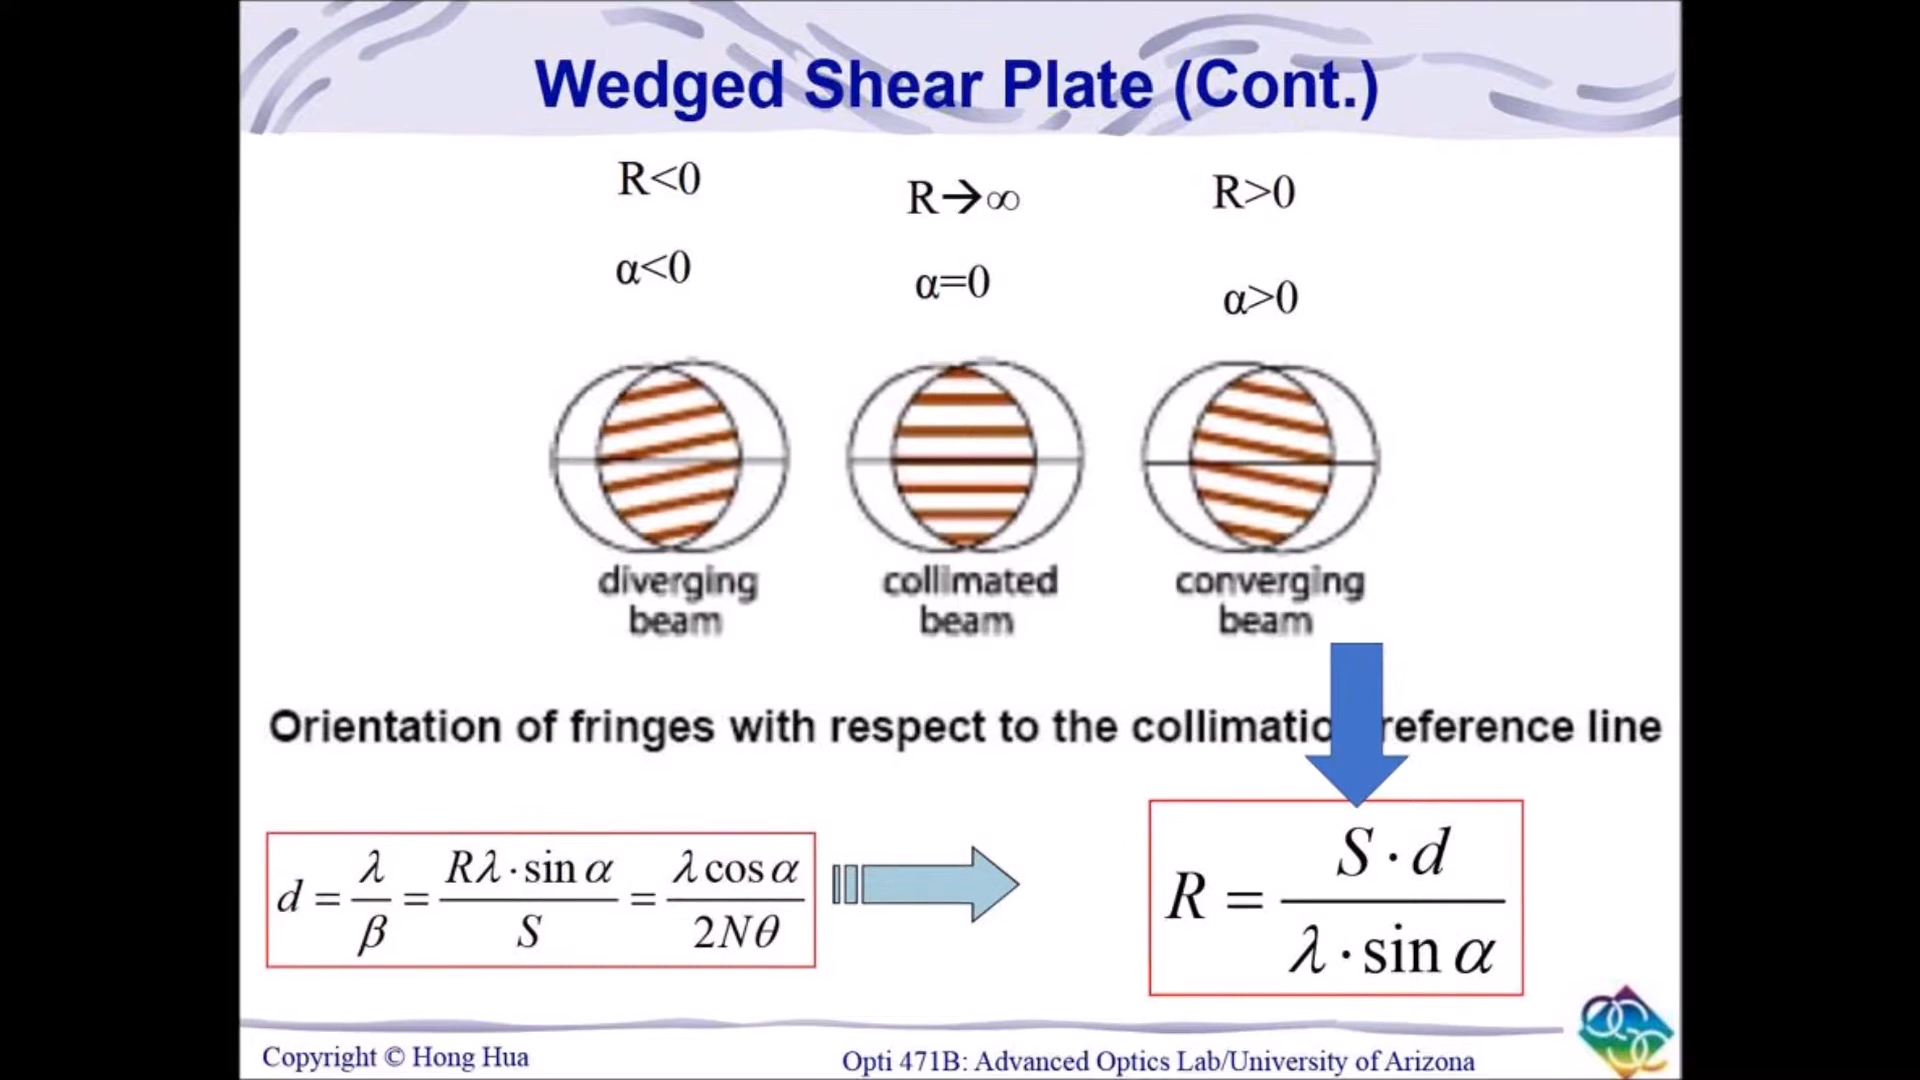 Wedged Shear Plate (Cont.)
R<0
R→∞
R>0
α<0
α=0
α>0
diverging beam
collimated beam
converging beam
Orientation of fringes with respect to the collimatio reference line
d = λ/β = Rλ·sin α/S = λ cos α/2Nθ
R = S·d/λ·sin α
Copyright © Hong Hua
Opti 471B: Advanced Optics Lab/University of Arizona